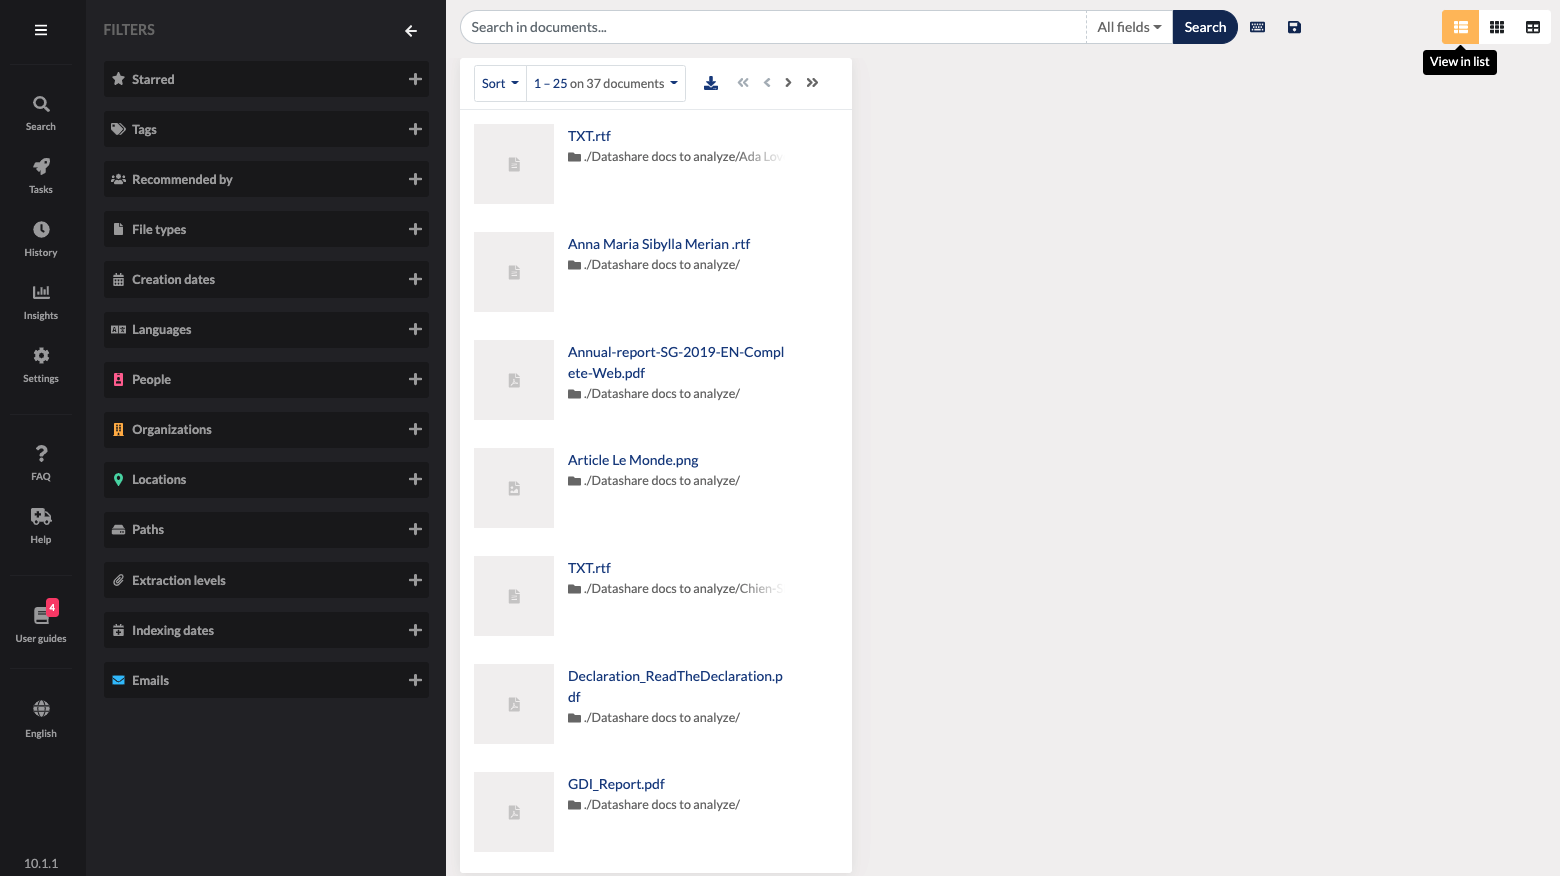 Search
Tasks
History
Insights
Settings
FAQ
Help
4
User guides
English
10.1.1
FILTERS
Starred
Tags
Recommended by
File types
Creation dates
Languages
People
Organizations
Locations
Paths
Extraction levels
Indexing dates
Emails
Search in documents... All fields Search
View in list
Sort 1 – 25 on 37 documents
TXT.rtf
./Datashare docs to analyze/Ada Lov
Anna Maria Sibylla Merian .rtf
./Datashare docs to analyze/
Annual-report-SG-2019-EN-Compl
ete-Web.pdf
./Datashare docs to analyze/
Article Le Monde.png
./Datashare docs to analyze/
TXT.rtf
./Datashare docs to analyze/Chien-S
Declaration_ReadTheDeclaration.p
df
./Datashare docs to analyze/
GDI_Report.pdf
./Datashare docs to analyze/